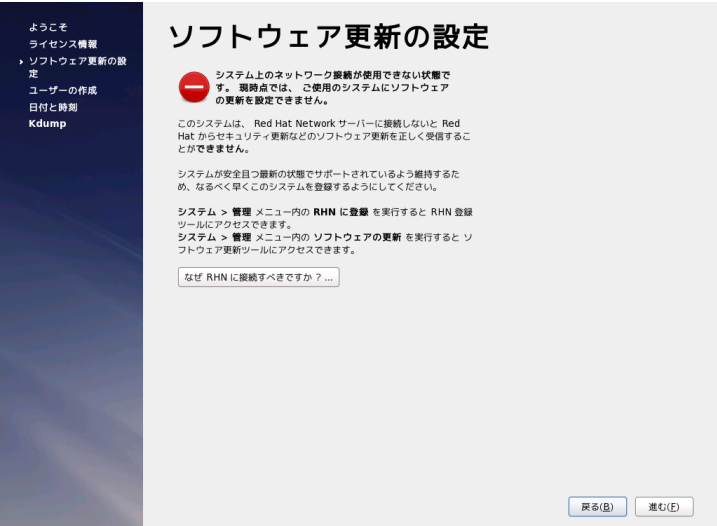 ようこそ
ライセンス情報
ソフトウェア更新の設
定
ユーザーの作成
日付と時刻
Kdump
ソフトウェア更新の設定
システム上のネットワーク接続が使用できない状態で
す。 現時点では、 ご使用のシステムにソフトウェア
の更新を設定できません。
このシステムは、 Red Hat Network サーバーに接続しないと Red
Hat からセキュリティ更新などのソフトウェア更新を正しく受信するこ
とができません。
システムが安全且つ最新の状態でサポートされているよう維持するた
め、なるべく早くこのシステムを登録するようにしてください。
システム > 管理 メニュー内の RHN に登録 を実行すると RHN 登録
ツールにアクセスできます。
システム > 管理 メニュー内の ソフトウェアの更新 を実行すると ソ
フトウェア更新ツールにアクセスできます。
なぜ RHN に接続すべきですか ? ...
戻る(B)
進む(F)